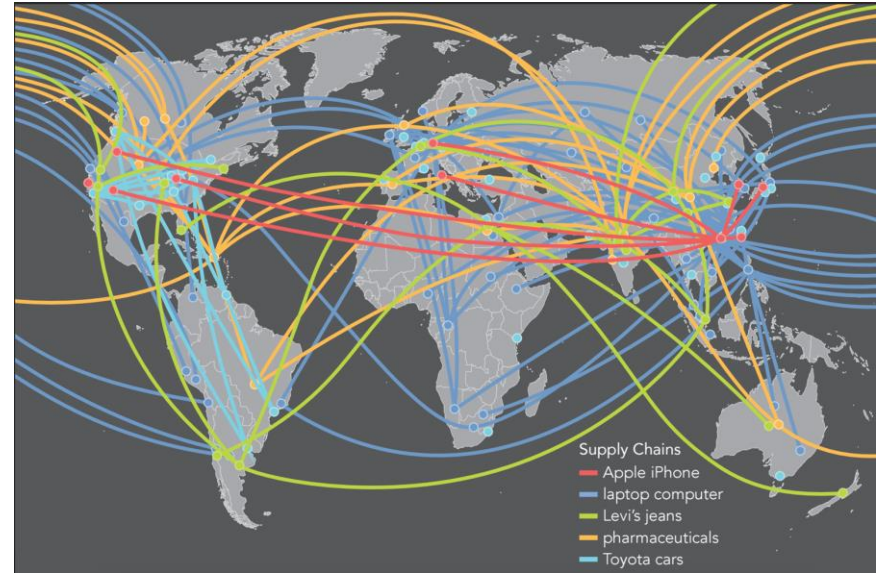 Supply Chains
Apple iPhone
laptop computer
Levi's jeans
pharmaceuticals
Toyota cars